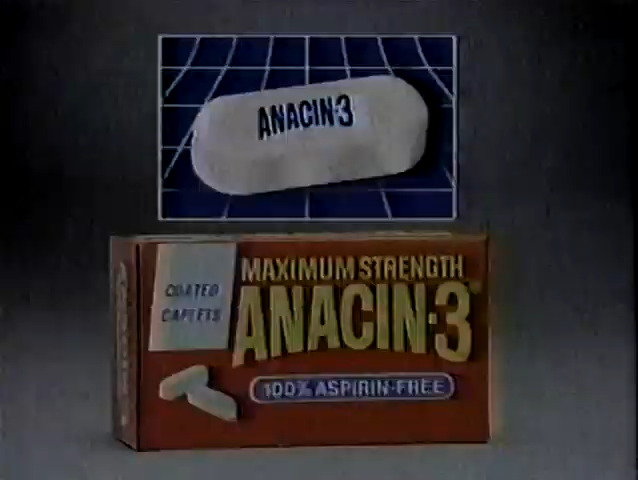 ANACIN-3
COATED
CAPLETS
MAXIMUM STRENGTH
ANACIN-3
100% ASPIRIN-FREE